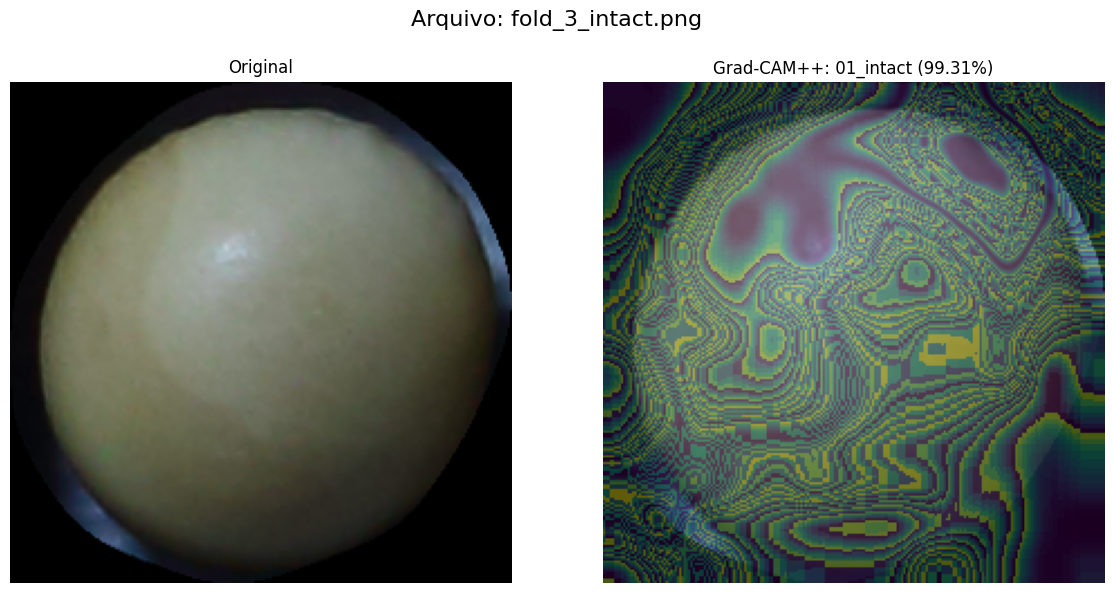 Arquivo: fold_3_intact.png
Original
Grad-CAM++: 01_intact (99.31%)